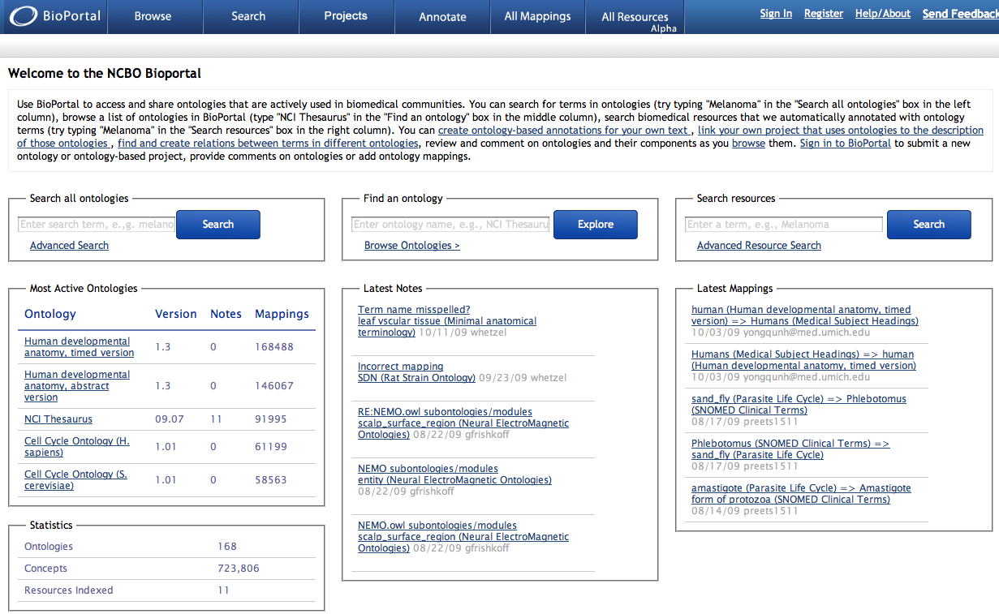 BioPortal
Browse
Search
Projects
Annotate
All Mappings
All Resources
Alpha
Sign In
Register
Help/About
Send Feedback
Welcome to the NCBO Bioportal
Use BioPortal to access and share ontologies that are actively used in biomedical communities. You can search for terms in ontologies (try typing "Melanoma" in the "Search all ontologies" box in the left
column), browse a list of ontologies in BioPortal (type "NCI Thesaurus" in the "Find an ontology" box in the middle column), search biomedical resources that we automatically annotated with ontology
terms (try typing "Melanoma" in the "Search resources" box in the right column). You can create ontology-based annotations for your own text , link your own project that uses ontologies to the description
of those ontologies , find and create relations between terms in different ontologies, review and comment on ontologies and their components as you browse them. Sign in to BioPortal to submit a new
ontology or ontology-based project, provide comments on ontologies or add ontology mappings.
Search all ontologies
Enter search term, e.,g. melano
Search
Advanced Search
Find an ontology
Enter ontology name, e.g., NCI Thesauru
Explore
Browse Ontologies >
Search resources
Enter a term, e.g., Melanoma
Search
Advanced Resource Search
Most Active Ontologies
Ontology Version Notes Mappings
Human developmental
anatomy, timed version
1.3 0 168488
Human developmental
anatomy, abstract
version
1.3 0 146067
NCI Thesaurus 09.07 11 91995
Cell Cycle Ontology (H.
sapiens)
1.01 0 61199
Cell Cycle Ontology (S.
cerevisiae)
1.01 0 58563
Statistics
Ontologies 168
Concepts 723,806
Resources Indexed 11
Latest Notes
Term name misspelled?
leaf vscular tissue (Minimal anatomical
terminology) 10/11/09 whetzel
Incorrect mapping
SDN (Rat Strain Ontology) 09/23/09 whetzel
RE:NEMO.owl subontologies/modules
scalp_surface_region (Neural ElectroMagnetic
Ontologies) 08/22/09 gfrishkoff
NEMO subontologies/modules
entity (Neural ElectroMagnetic Ontologies)
08/22/09 gfrishkoff
NEMO.owl subontologies/modules
scalp_surface_region (Neural ElectroMagnetic
Ontologies) 08/22/09 gfrishkoff
Latest Mappings
human (Human developmental anatomy, timed
version) => Humans (Medical Subject Headings)
10/03/09 yongqunh@med.umich.edu
Humans (Medical Subject Headings) => human
(Human developmental anatomy, timed version)
10/03/09 yongqunh@med.umich.edu
sand_fly (Parasite Life Cycle) => Phlebotomus
(SNOMED Clinical Terms)
08/17/09 preets1511
Phlebotomus (SNOMED Clinical Terms) =>
sand_fly (Parasite Life Cycle)
08/17/09 preets1511
amastigote (Parasite Life Cycle) => Amastigote
form of protozoa (SNOMED Clinical Terms)
08/14/09 preets1511